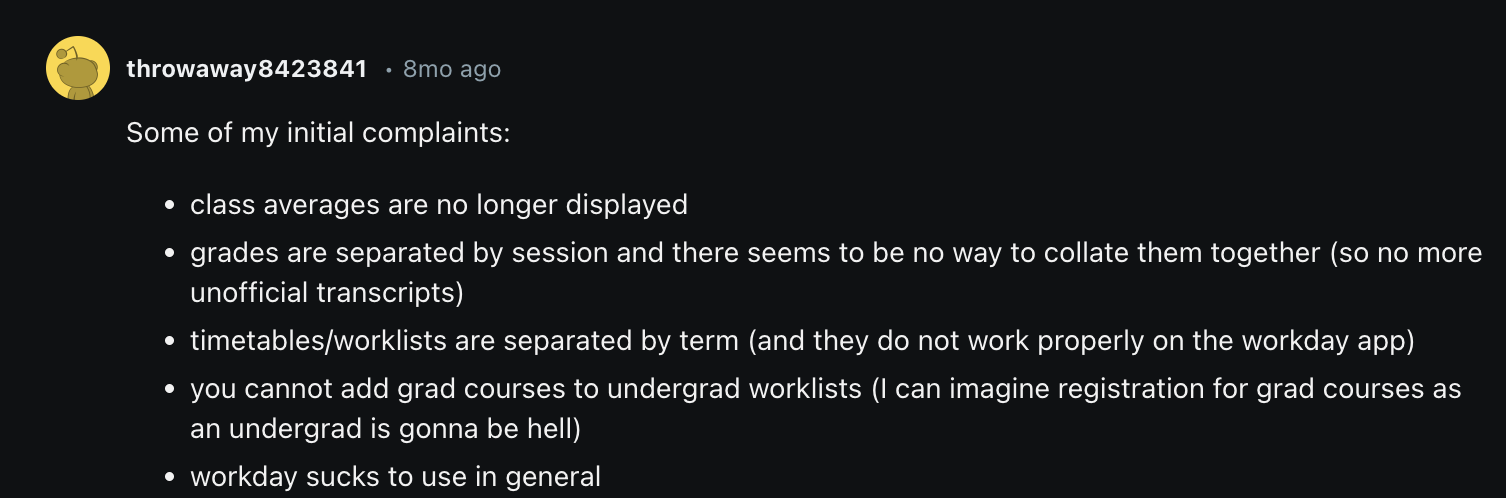 throwaway8423841 • 8mo ago
Some of my initial complaints:
• class averages are no longer displayed
• grades are separated by session and there seems to be no way to collate them together (so no more
unofficial transcripts)
• timetables/worklists are separated by term (and they do not work properly on the workday app)
• you cannot add grad courses to undergrad worklists (I can imagine registration for grad courses as
an undergrad is gonna be hell)
• workday sucks to use in general